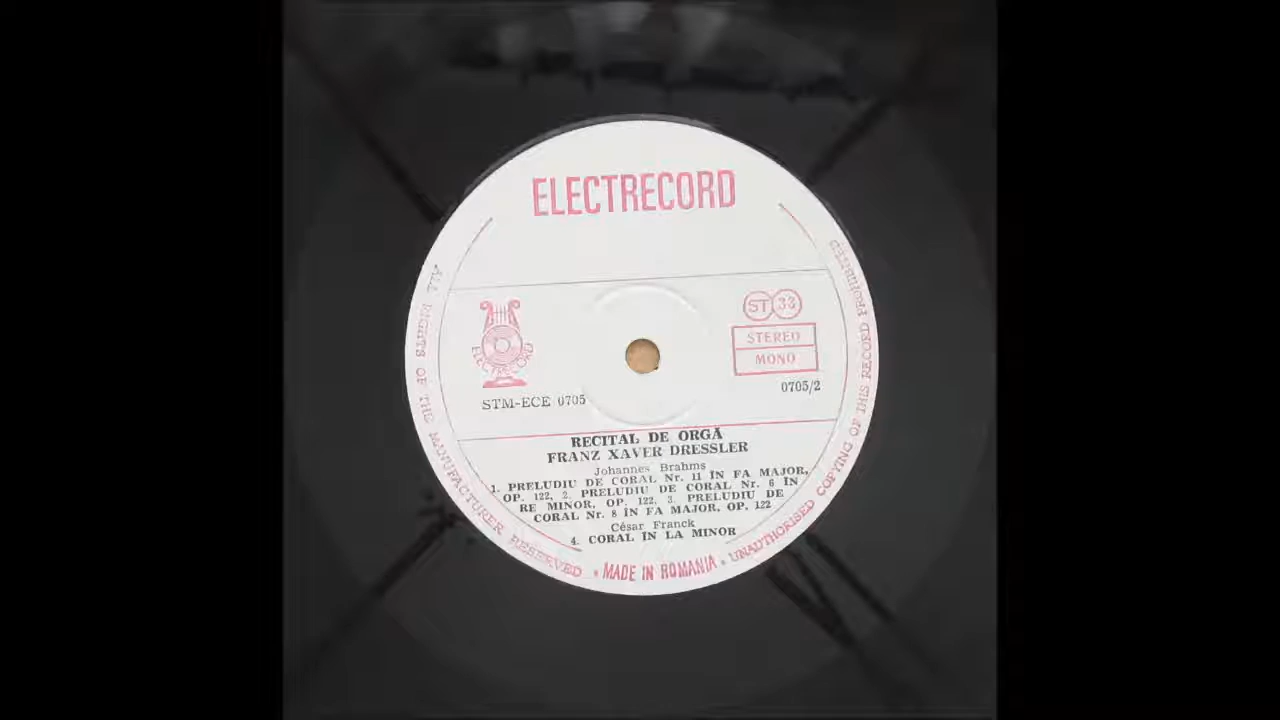 ELECTRECORD
ST 33
STEREO
MONO
ELECTRECORD
STM-ECE 0705
0705/2
RECITAL DE ORGĂ
FRANZ XAVER DRESSLER
Johannes Brahms
1. PRELUDIU DE CORAL Nr. 11 ÎN FA MAJOR,
OP. 122, 2. PRELUDIU DE CORAL Nr. 6 ÎN
RE MINOR, OP. 122, 3. PRELUDIU DE
CORAL Nr. 8 ÎN FA MAJOR, OP. 122
César Franck
4. CORAL IN LA MINOR
ALL RIGHTS OF THE MANUFACTURER RESERVED • MADE IN ROMANIA • UNAUTHORISED COPYING OF THIS RECORD PROHIBITED